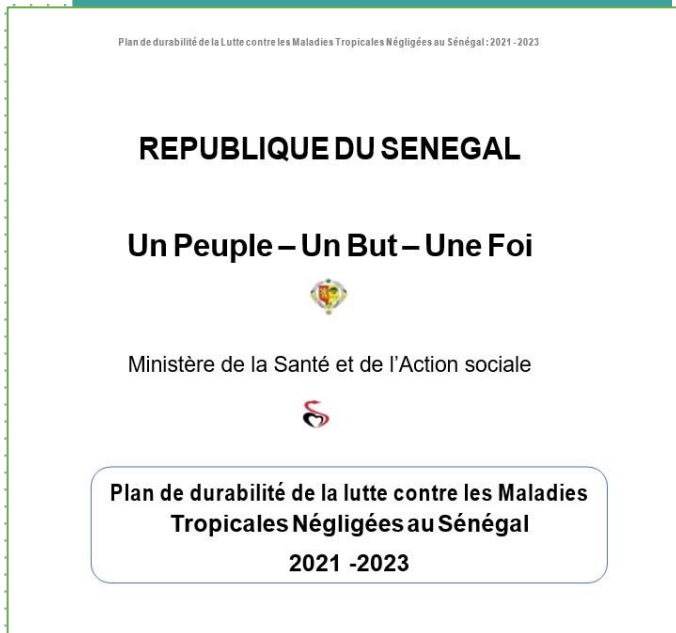 Plan de durabilité de la Lutte contre les Maladies Tropicales Négligées au Sénégal : 2021 -2023
REPUBLIQUE DU SENEGAL
Un Peuple – Un But – Une Foi
Ministère de la Santé et de l'Action sociale
Plan de durabilité de la lutte contre les Maladies
Tropicales Négligées au Sénégal
2021 -2023